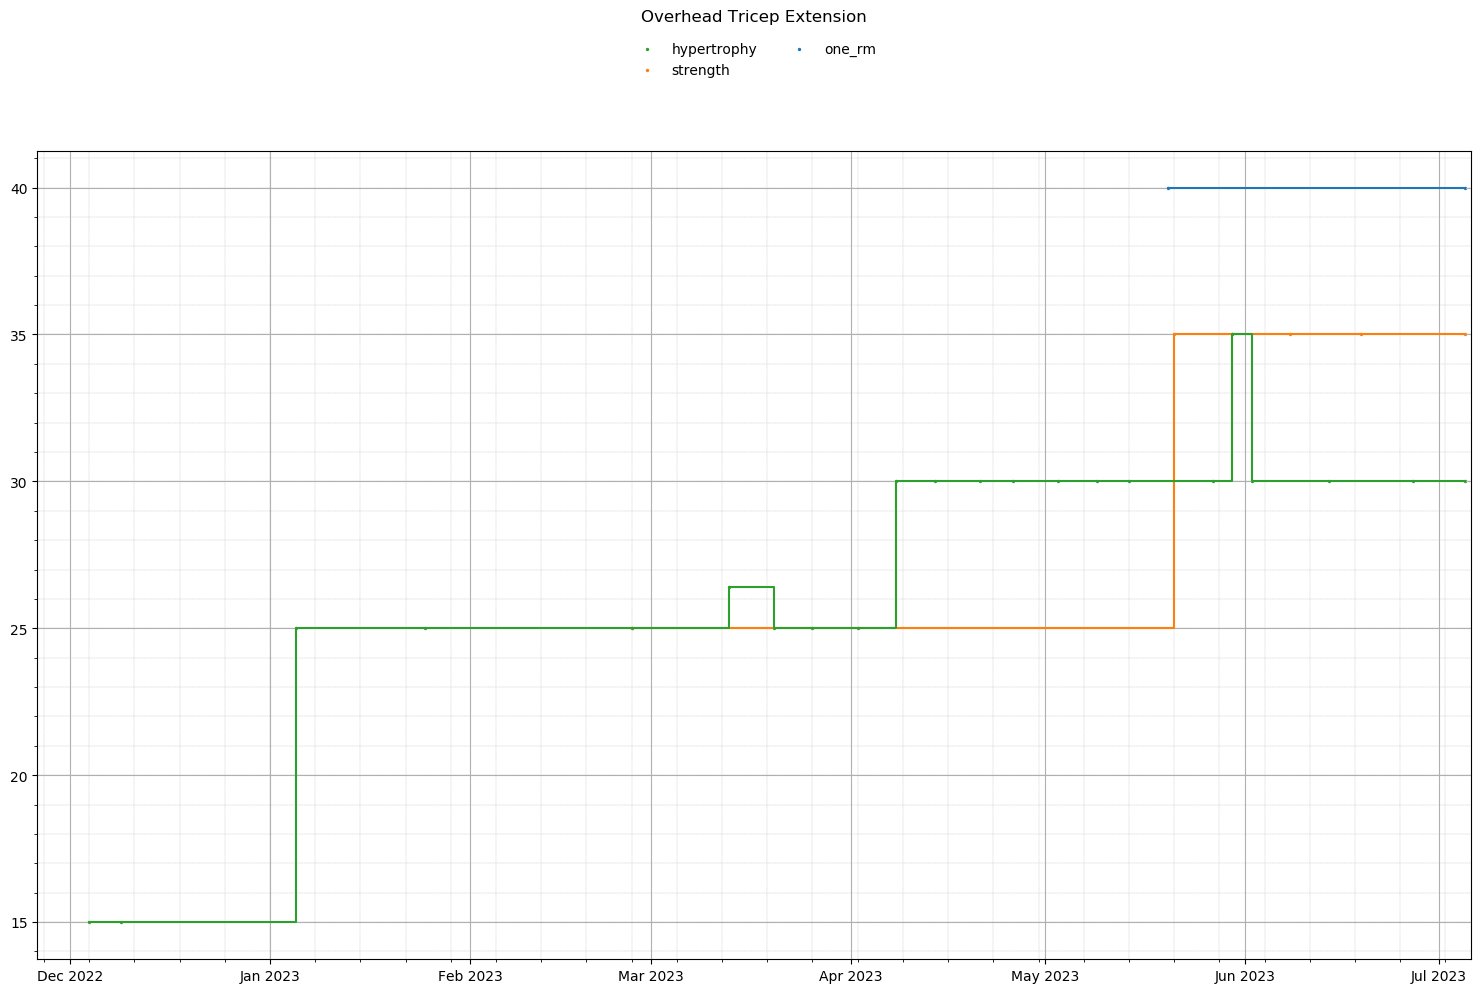 Overhead Tricep Extension
hypertrophy
strength
one_rm
40
35
30
25
20
15
Dec 2022
Jan 2023
Feb 2023
Mar 2023
Apr 2023
May 2023
Jun 2023
Jul 2023